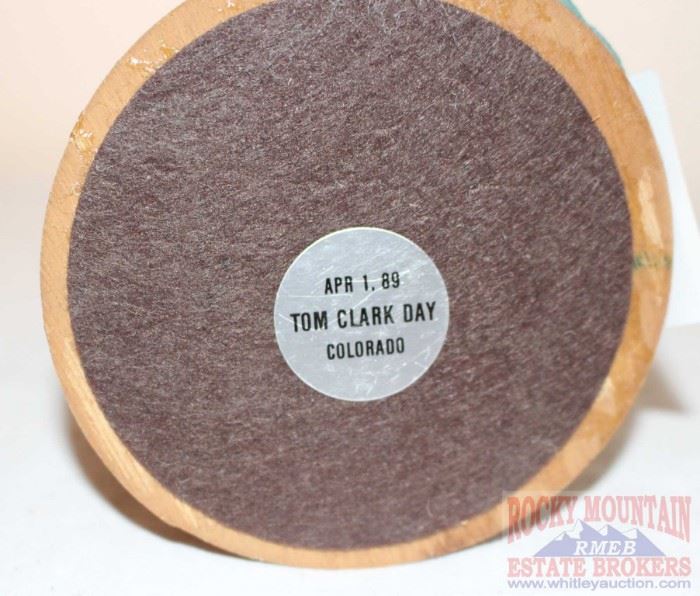 APR 1, 89
TOM CLARK DAY
COLORADO
ROCKY MOUNTAIN
RMEB
ESTATE BROKERS
www.whitleyauction.com